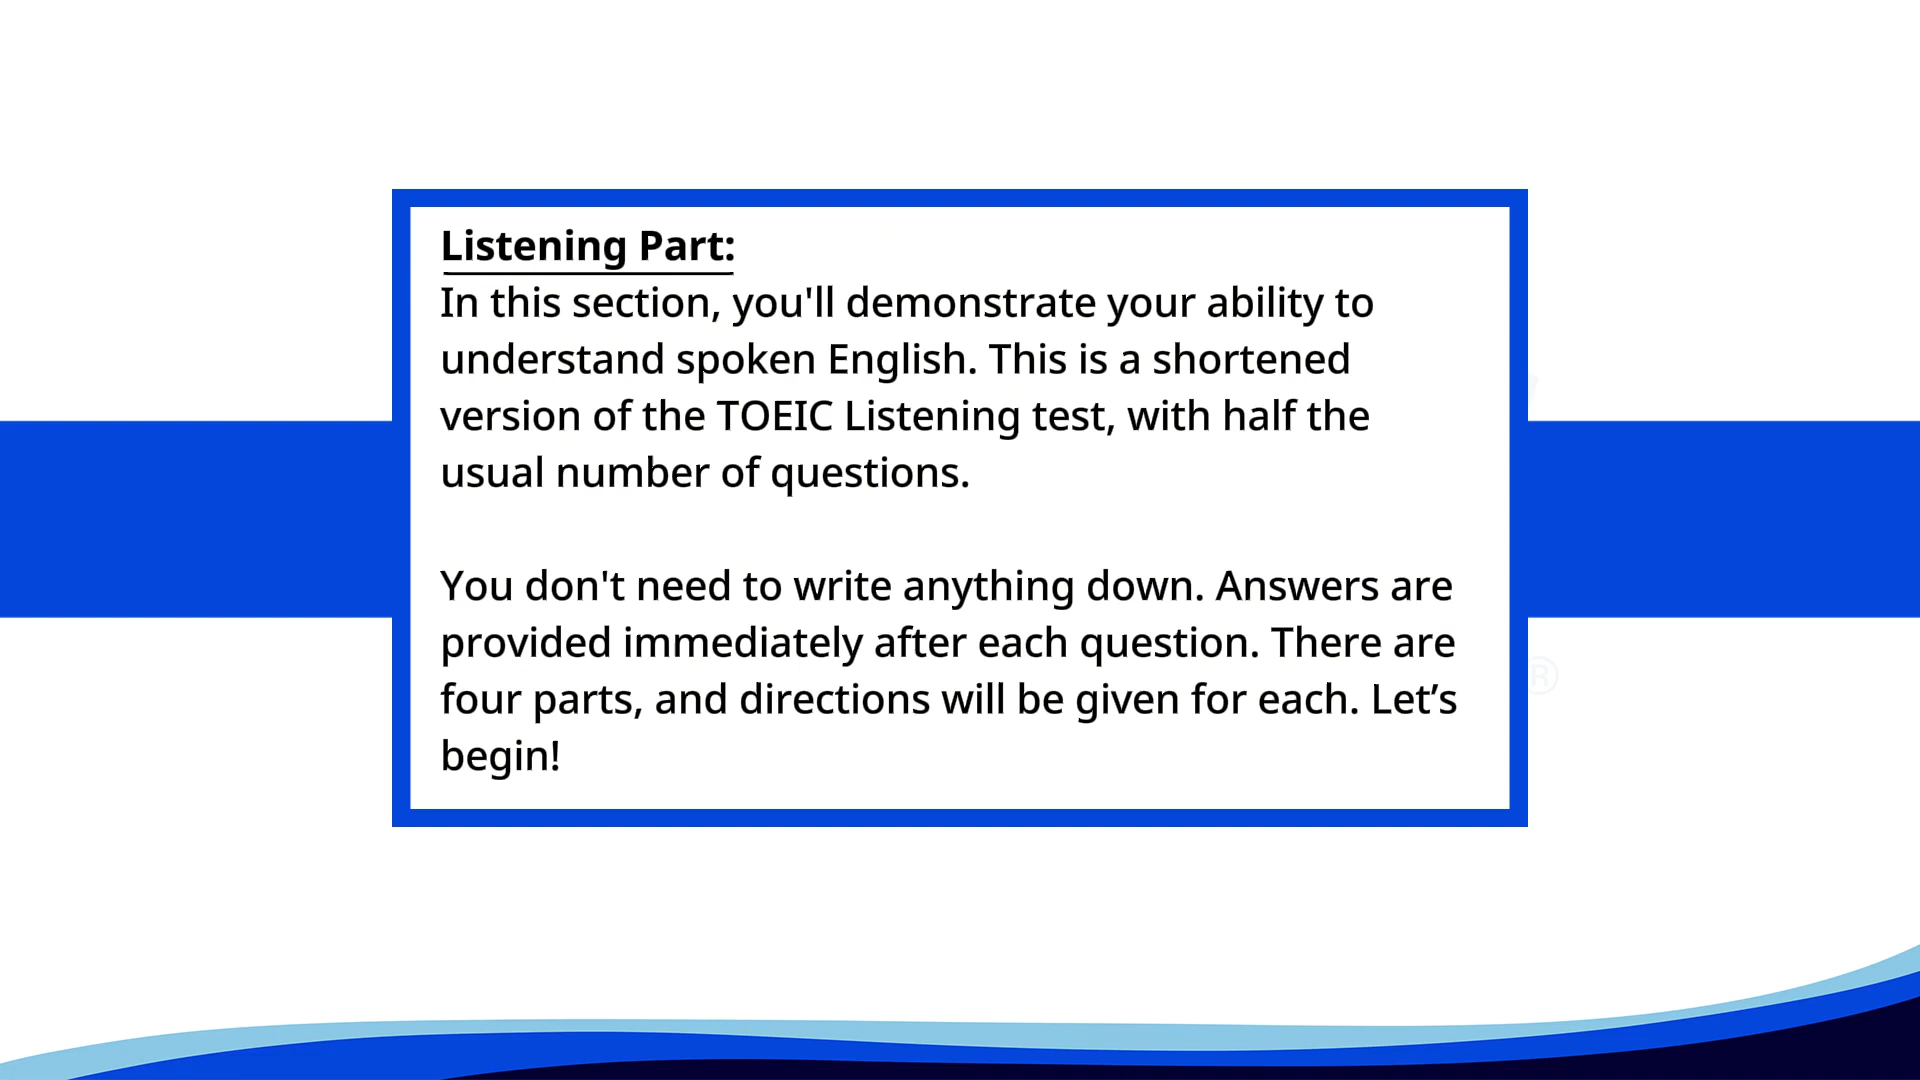 Listening Part:
In this section, you'll demonstrate your ability to
understand spoken English. This is a shortened
version of the TOEIC Listening test, with half the
usual number of questions.
You don't need to write anything down. Answers are
provided immediately after each question. There are
four parts, and directions will be given for each. Let’s
begin!
®